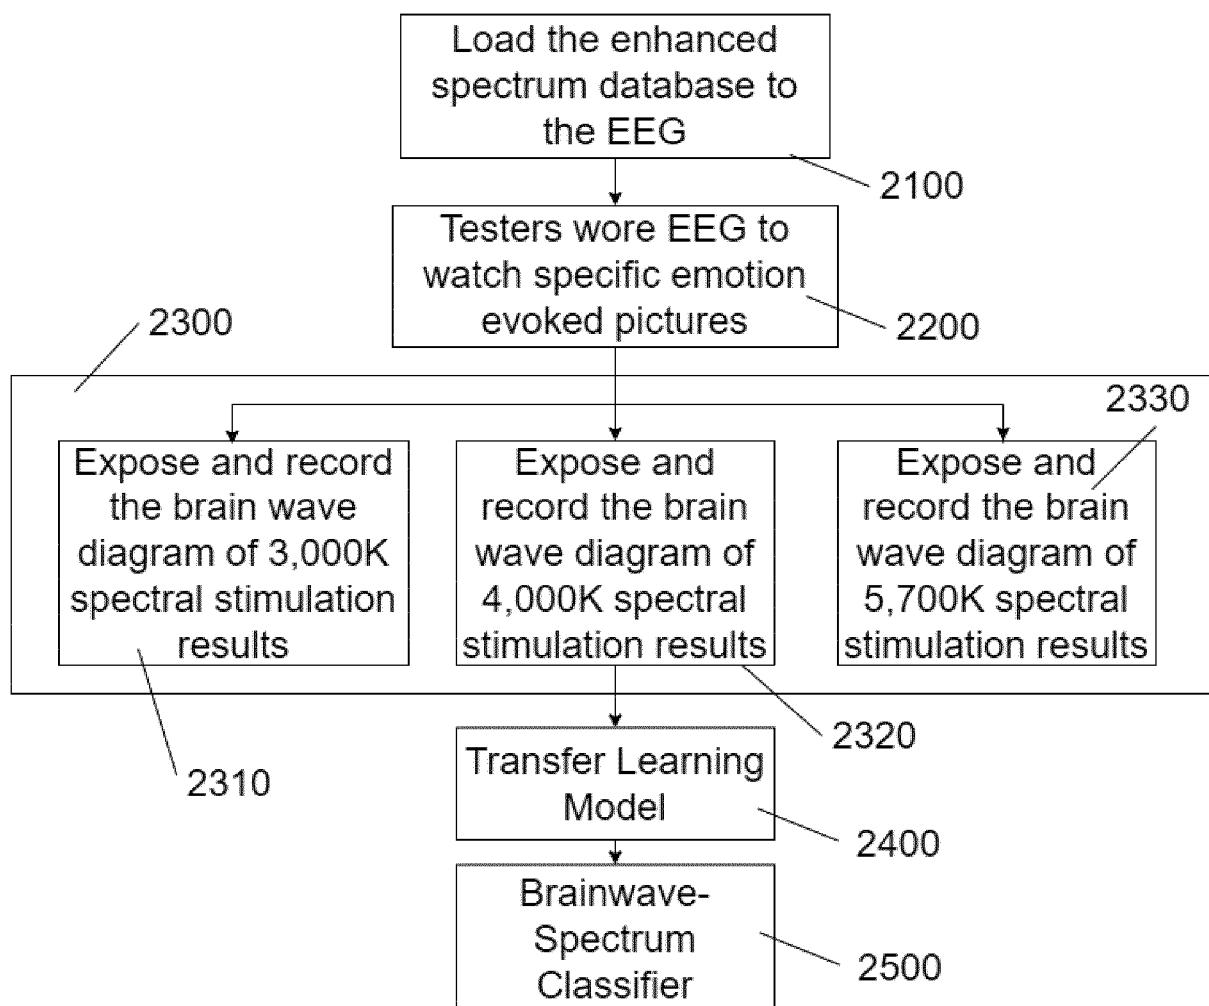 Load the enhanced
spectrum database to
the EEG
2100
Testers wore EEG to
watch specific emotion
evoked pictures
2200
2300
2330
Expose and record
the brain wave
diagram of 3,000K
spectral stimulation
results
2310
Expose and
record the brain
wave diagram of
4,000K spectral
stimulation results
2320
Expose and
record the brain
wave diagram of
5,700K spectral
stimulation results
Transfer Learning
Model
2400
Brainwave-
Spectrum
Classifier
2500